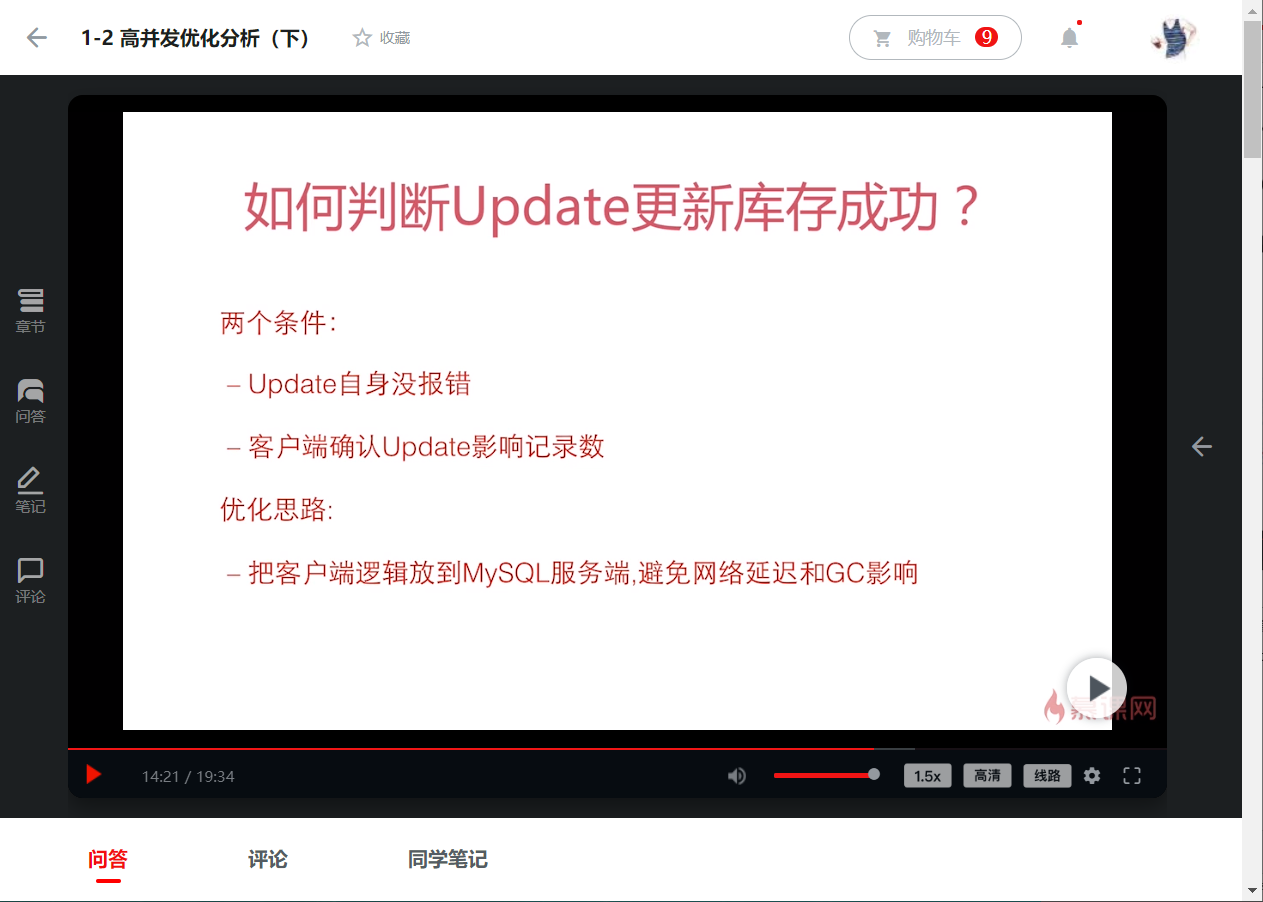 1-2 高并发优化分析（下）
收藏
购物车 9
如何判断Update更新库存成功？
两个条件：
– Update自身没报错
– 客户端确认Update影响记录数
优化思路:
– 把客户端逻辑放到MySQL服务端,避免网络延迟和GC影响
章节
问答
笔记
评论
慕课网
14:21 / 19:34
1.5x
高清
线路
问答
评论
同学笔记